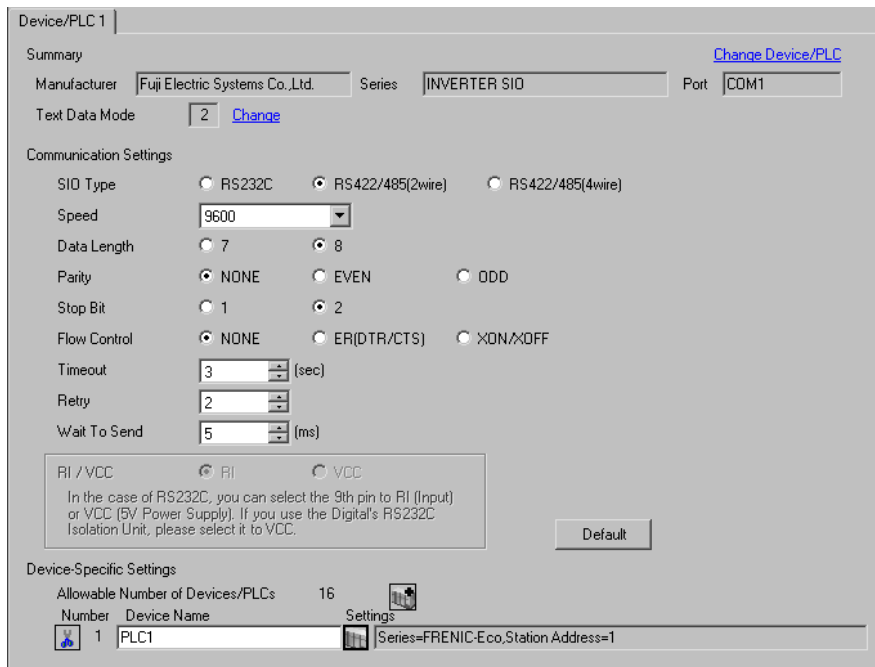 Device/PLC 1
Summary
Change Device/PLC
Manufacturer Fuji Electric Systems Co.,Ltd. Series INVERTER SIO Port COM1
Text Data Mode 2 Change
Communication Settings
SIO Type RS232C RS422/485(2wire) RS422/485(4wire)
Speed 9600
Data Length 7 8
Parity NONE EVEN ODD
Stop Bit 1 2
Flow Control NONE ER(DTR/CTS) XON/XOFF
Timeout 3 (sec)
Retry 2
Wait To Send 5 (ms)
RI / VCC RI VCC
In the case of RS232C, you can select the 9th pin to RI (Input)
or VCC (5V Power Supply). If you use the Digital's RS232C
Isolation Unit, please select it to VCC.
Default
Device-Specific Settings
Allowable Number of Devices/PLCs 16
Number Device Name Settings
1 PLC1 Series=FRENIC-Eco,Station Address=1